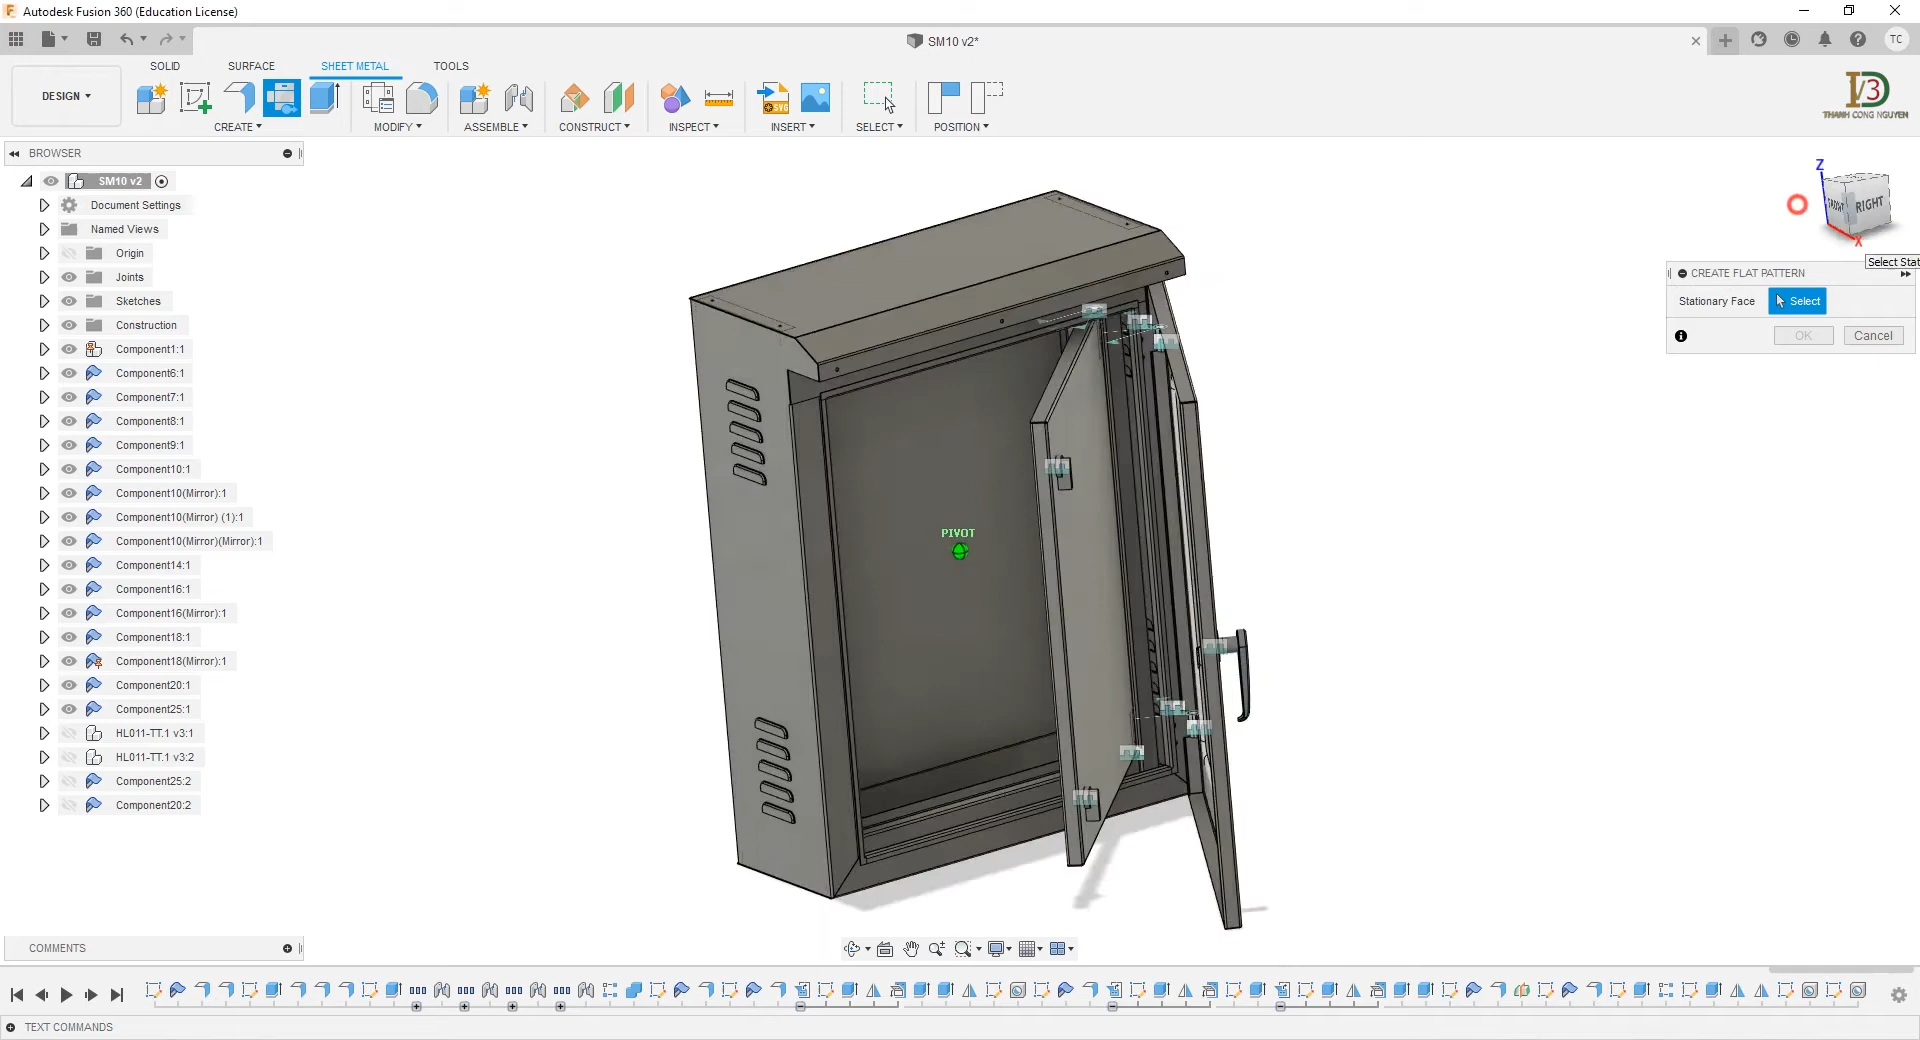 Autodesk Fusion 360 (Education License)
SM10 v2*
TC
SOLID
SURFACE
SHEET METAL
TOOLS
DESIGN
CREATE
MODIFY
ASSEMBLE
CONSTRUCT
INSPECT
INSERT
SELECT
POSITION
SVG
V3
THANH CONG NGUYEN
BROWSER
SM10 v2
Document Settings
Named Views
Origin
Joints
Sketches
Construction
Component1:1
Component6:1
Component7:1
Component8:1
Component9:1
Component10:1
Component10(Mirror):1
Component10(Mirror) (1):1
Component10(Mirror)(Mirror):1
Component14:1
Component16:1
Component16(Mirror):1
Component18:1
Component18(Mirror):1
Component20:1
Component25:1
HL011-TT.1 v3:1
HL011-TT.1 v3:2
Component25:2
Component20:2
PIVOT
Z
FRONT
RIGHT
X
Select Stat
CREATE FLAT PATTERN
Stationary Face
Select
OK
Cancel
COMMENTS
TEXT COMMANDS